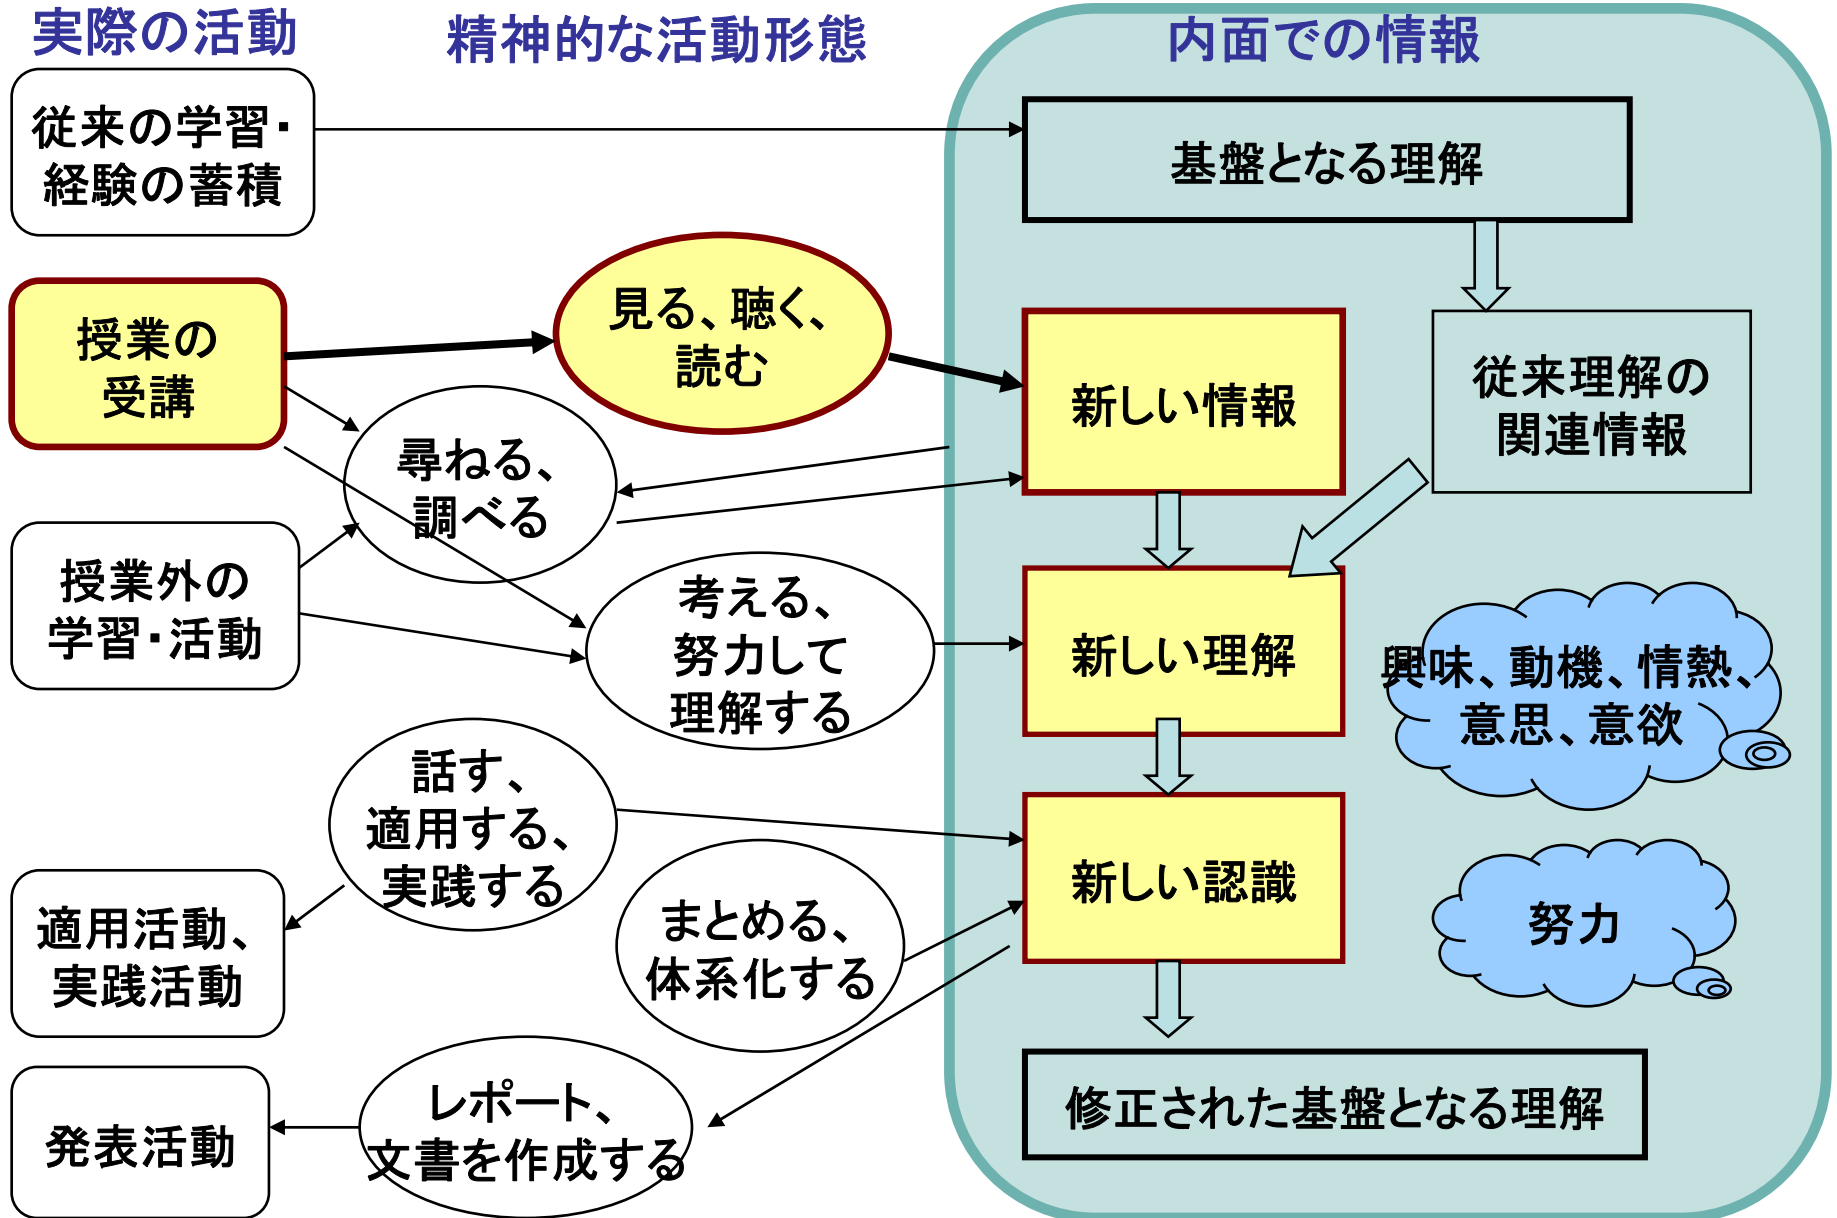 実際の活動
精神的な活動形態
内面での情報
従来の学習・
経験の蓄積
基盤となる理解
授業の
受講
見る、聴く、
読む
新しい情報
従来理解の
関連情報
尋ねる、
調べる
授業外の
学習・活動
考える、
努力して
理解する
新しい理解
興味、動機、情熱、
意思、意欲
話す、
適用する、
実践する
新しい認識
努力
適用活動、
実践活動
まとめる、
体系化する
発表活動
レポート、
文書を作成する
修正された基盤となる理解